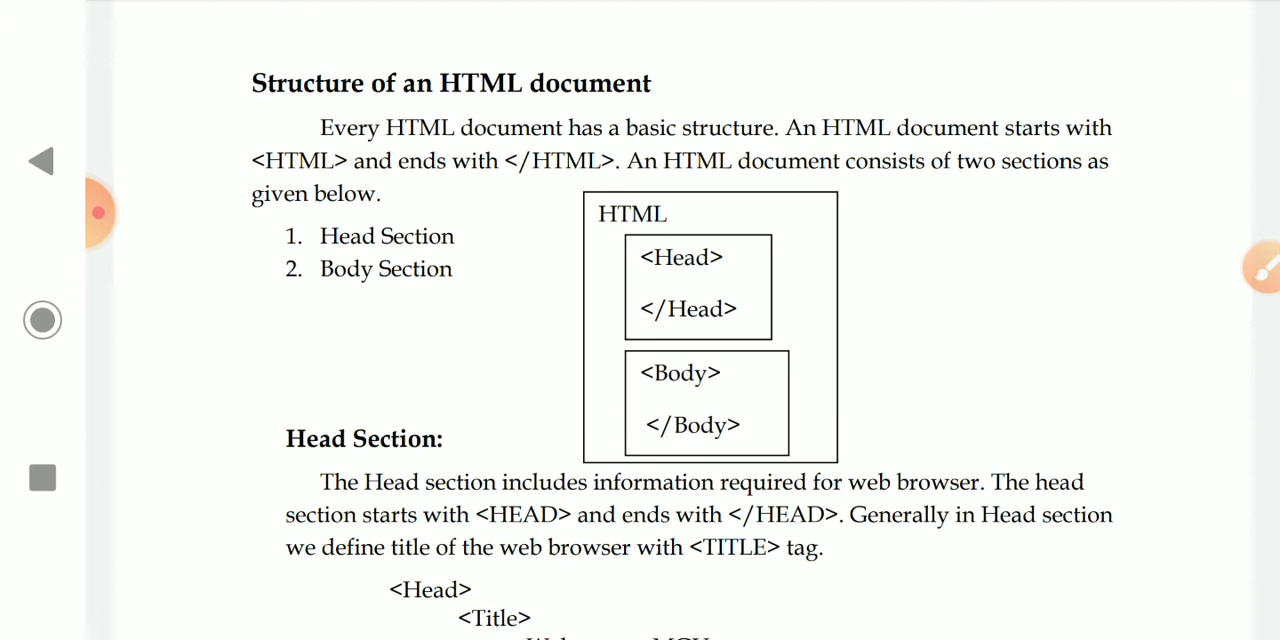 Structure of an HTML document
Every HTML document has a basic structure. An HTML document starts with
<HTML> and ends with </HTML>. An HTML document consists of two sections as
given below.
1. Head Section
2. Body Section
HTML
<Head>
</Head>
<Body>
</Body>
Head Section:
The Head section includes information required for web browser. The head
section starts with <HEAD> and ends with </HEAD>. Generally in Head section
we define title of the web browser with <TITLE> tag.
<Head>
<Title>